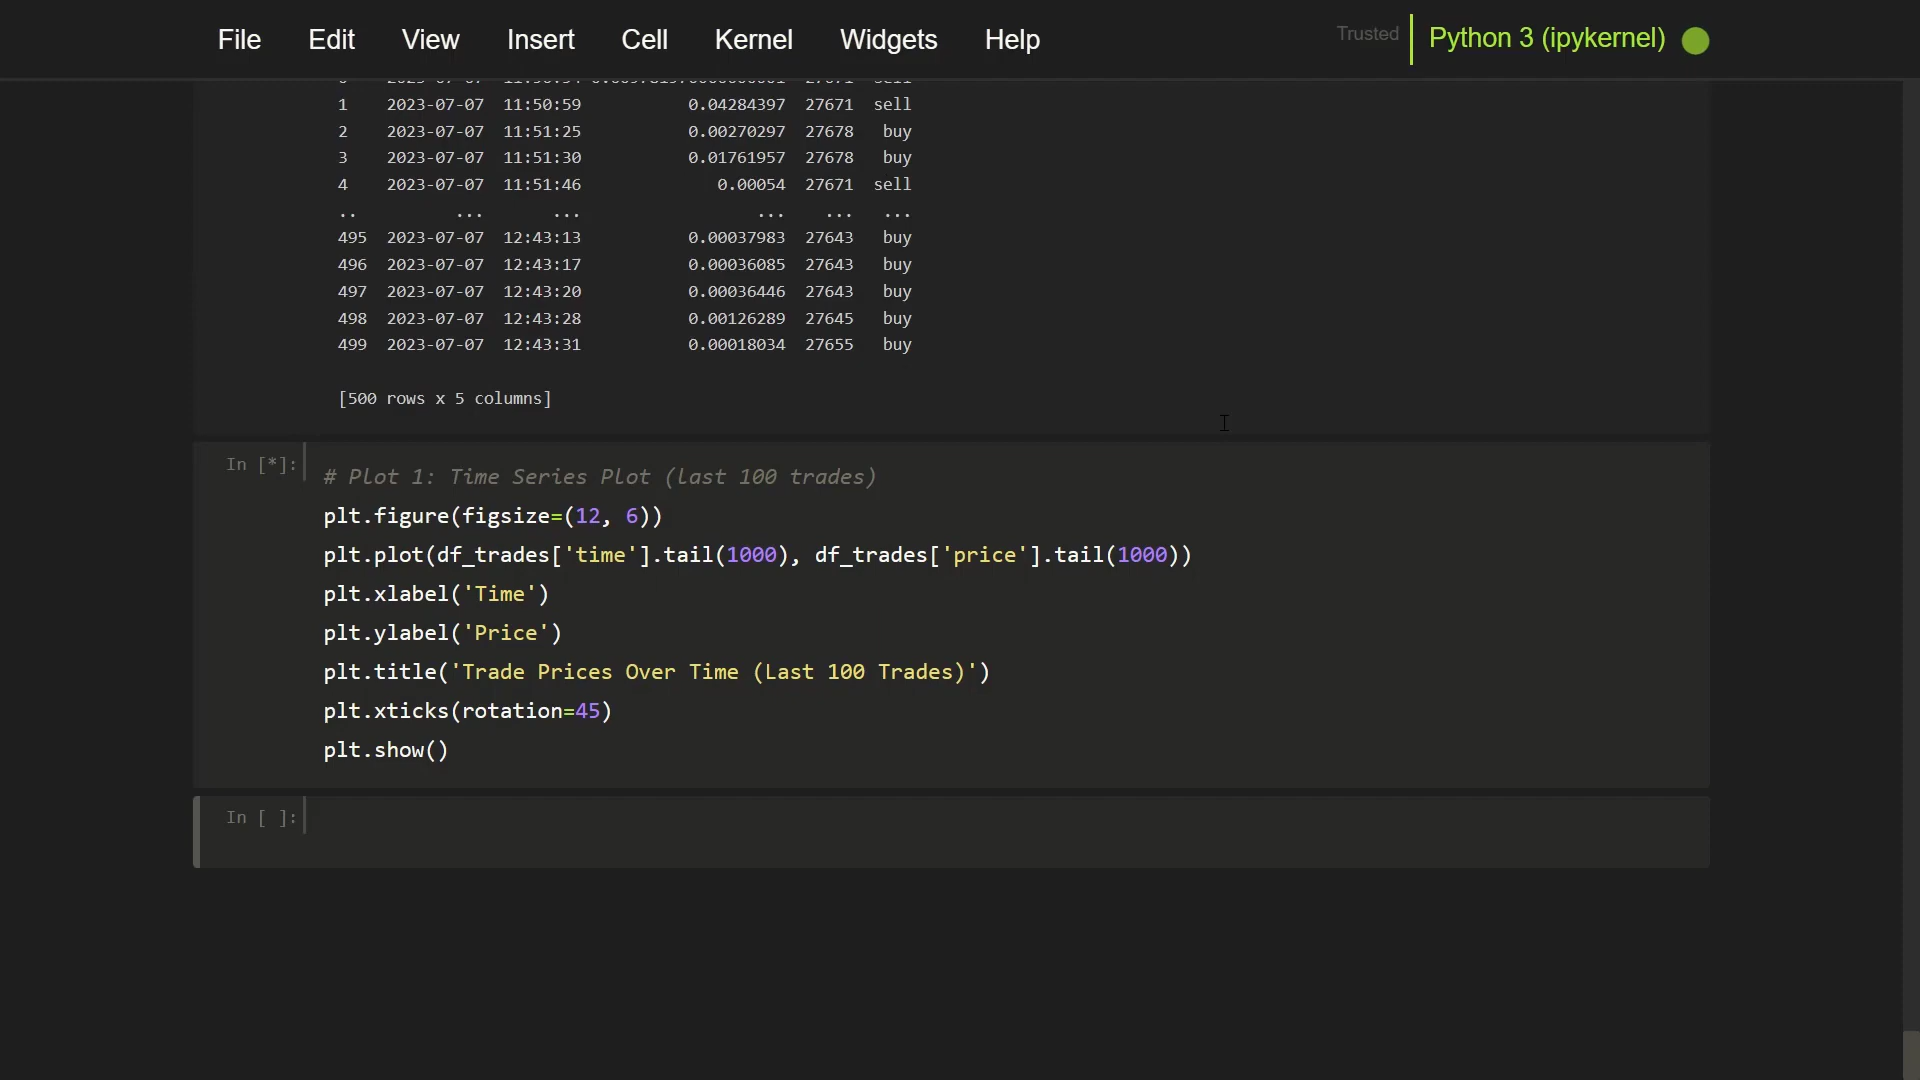 File Edit View Insert Cell Kernel Widgets Help Trusted Python 3 (ipykernel)
1 2023-07-07 11:50:59 0.04284397 27671 sell
2 2023-07-07 11:51:25 0.00270297 27678 buy
3 2023-07-07 11:51:30 0.01761957 27678 buy
4 2023-07-07 11:51:46 0.00054 27671 sell
.. ... ... ... ... ...
495 2023-07-07 12:43:13 0.00037983 27643 buy
496 2023-07-07 12:43:17 0.00036085 27643 buy
497 2023-07-07 12:43:20 0.00036446 27643 buy
498 2023-07-07 12:43:28 0.00126289 27645 buy
499 2023-07-07 12:43:31 0.00018034 27655 buy
[500 rows x 5 columns]
In [*]:
# Plot 1: Time Series Plot (last 100 trades)
plt.figure(figsize=(12, 6))
plt.plot(df_trades['time'].tail(1000), df_trades['price'].tail(1000))
plt.xlabel('Time')
plt.ylabel('Price')
plt.title('Trade Prices Over Time (Last 100 Trades)')
plt.xticks(rotation=45)
plt.show()
In [ ]: